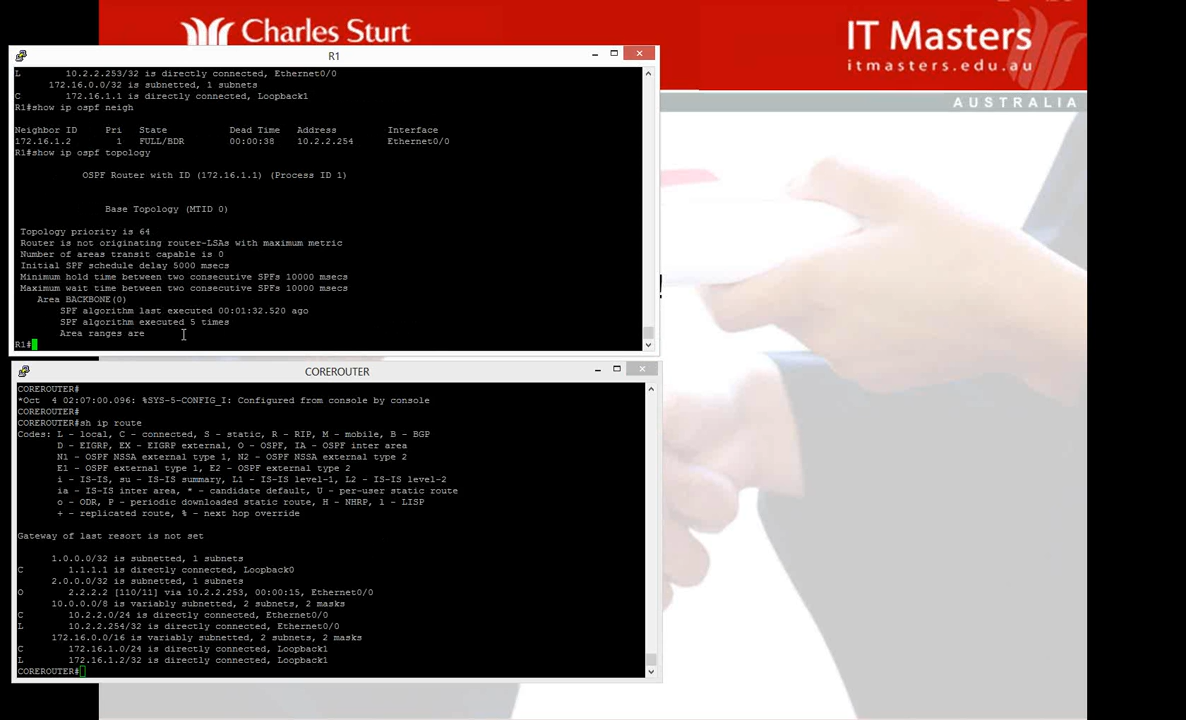 Charles Sturt
IT Masters
itmasters.edu.au
AUSTRALIA
R1
L 10.2.2.253/32 is directly connected, Ethernet0/0
172.16.0.0/32 is subnetted, 1 subnets
C 172.16.1.1 is directly connected, Loopback1
R1#show ip ospf neigh
Neighbor ID Pri State Dead Time Address Interface
172.16.1.2 1 FULL/BDR 00:00:38 10.2.2.254 Ethernet0/0
R1#show ip ospf topology
OSPF Router with ID (172.16.1.1) (Process ID 1)
Base Topology (MTID 0)
Topology priority is 64
Router is not originating router-LSAs with maximum metric
Number of areas transit capable is 0
Initial SPF schedule delay 5000 msecs
Minimum hold time between two consecutive SPFs 10000 msecs
Maximum wait time between two consecutive SPFs 10000 msecs
Area BACKBONE(0)
SPF algorithm last executed 00:01:32.520 ago
SPF algorithm executed 5 times
Area ranges are
R1#
!
COREROUTER
COREROUTER#
*Oct 4 02:07:00.096: %SYS-5-CONFIG_I: Configured from console by console
COREROUTER#
COREROUTER#sh ip route
Codes: L - local, C - connected, S - static, R - RIP, M - mobile, B - BGP
D - EIGRP, EX - EIGRP external, O - OSPF, IA - OSPF inter area
N1 - OSPF NSSA external type 1, N2 - OSPF NSSA external type 2
E1 - OSPF external type 1, E2 - OSPF external type 2
i - IS-IS, su - IS-IS summary, L1 - IS-IS level-1, L2 - IS-IS level-2
ia - IS-IS inter area, * - candidate default, U - per-user static route
o - ODR, P - periodic downloaded static route, H - NHRP, l - LISP
+ - replicated route, % - next hop override
Gateway of last resort is not set
1.0.0.0/32 is subnetted, 1 subnets
C 1.1.1.1 is directly connected, Loopback0
2.0.0.0/32 is subnetted, 1 subnets
O 2.2.2.2 [110/11] via 10.2.2.253, 00:00:15, Ethernet0/0
10.0.0.0/8 is variably subnetted, 2 subnets, 2 masks
C 10.2.2.0/24 is directly connected, Ethernet0/0
L 10.2.2.254/32 is directly connected, Ethernet0/0
172.16.0.0/16 is variably subnetted, 2 subnets, 2 masks
C 172.16.1.0/24 is directly connected, Loopback1
L 172.16.1.2/32 is directly connected, Loopback1
COREROUTER#